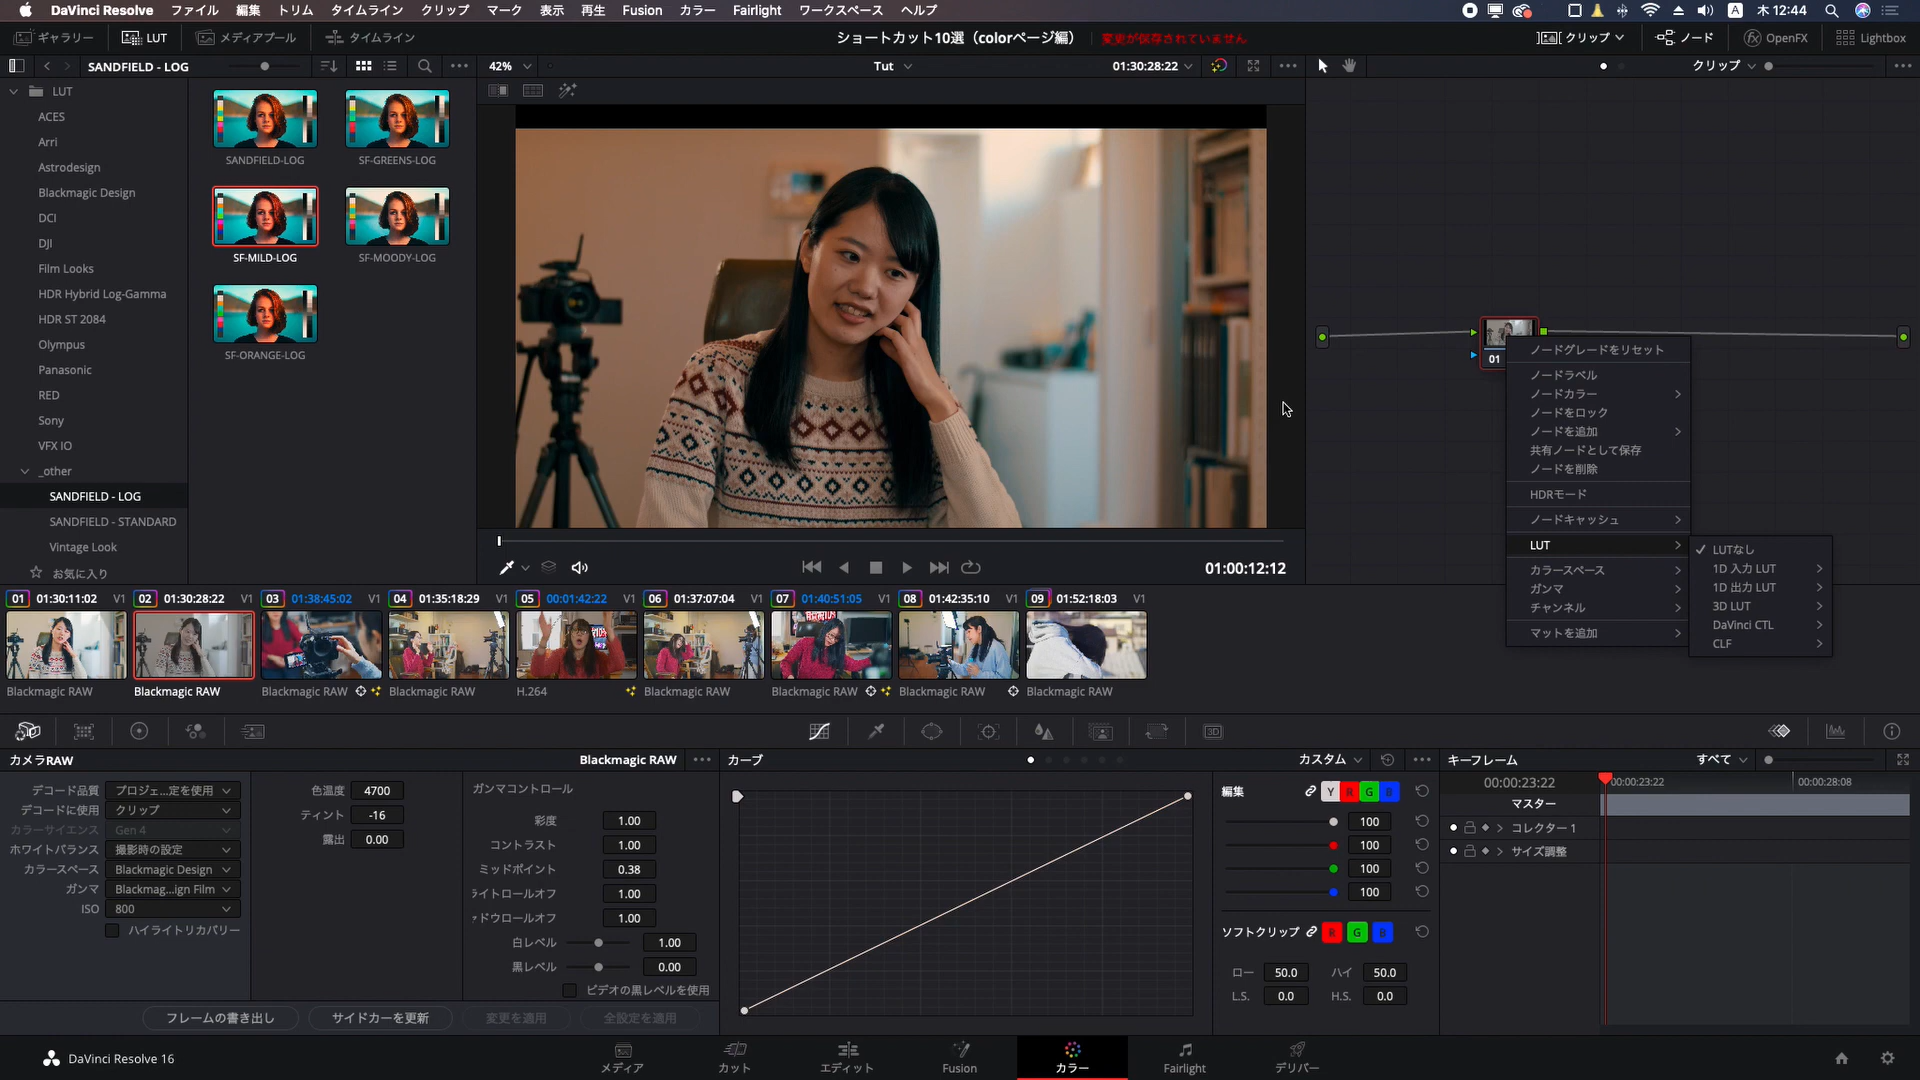 DaVinci Resolve ファイル 編集 トリム タイムライン クリップ マーク 表示 再生 Fusion カラー Fairlight ワークスペース ヘルプ A 木 12:44
ギャラリー LUT メディアプール タイムライン ショートカット10選（colorページ編） 変更が保存されていません クリップ ノード OpenFX Lightbox
SANDFIELD - LOG 42% Tut 01:30:28:22 クリップ
LUT
ACES
Arri
Astrodesign
Blackmagic Design
DCI
DJI
Film Looks
HDR Hybrid Log-Gamma
HDR ST 2084
Olympus
Panasonic
RED
Sony
VFX IO
_other
SANDFIELD - LOG
SANDFIELD - STANDARD
Vintage Look
お気に入り
SANDFIELD-LOG SF-GREENS-LOG
SF-MILD-LOG SF-MOODY-LOG
SF-ORANGE-LOG
01:00:12:12
01
ノードグレードをリセット
ノードラベル
ノードカラー
ノードをロック
ノードを追加
共有ノードとして保存
ノードを削除
HDRモード
ノードキャッシュ
LUT
カラースペース
ガンマ
チャンネル
マットを追加
LUTなし
1D 入力 LUT
1D 出力 LUT
3D LUT
DaVinci CTL
CLF
01 01:30:11:02 V1 02 01:30:28:22 V1 03 01:38:45:02 V1 04 01:35:18:29 V1 05 00:01:42:22 V1 06 01:37:07:04 V1 07 01:40:51:05 V1 08 01:42:35:10 V1 09 01:52:18:03 V1
Blackmagic RAW Blackmagic RAW Blackmagic RAW Blackmagic RAW H.264 Blackmagic RAW Blackmagic RAW Blackmagic RAW Blackmagic RAW
カメラRAW Blackmagic RAW
デコード品質 プロジェ...定を使用
デコードに使用 クリップ
カラーサイエンス Gen 4
ホワイトバランス 撮影時の設定
カラースペース Blackmagic Design
ガンマ Blackmag...ign Film
ISO 800
ハイライトリカバリー
色温度 4700
ティント -16
露出 0.00
ガンマコントロール
彩度 1.00
コントラスト 1.00
ミッドポイント 0.38
ライトロールオフ 1.00
ドウロールオフ 1.00
白レベル 1.00
黒レベル 0.00
ビデオの黒レベルを使用
フレームの書き出し サイドカーを更新 変更を適用 全設定を適用
カーブ カスタム
編集 Y R G B
100
100
100
100
ソフトクリップ R G B
ロー 50.0 ハイ 50.0
L.S. 0.0 H.S. 0.0
キーフレーム すべて
00:00:23:22 00:00:23:22 00:00:28:08
マスター
コレクター 1
サイズ調整
DaVinci Resolve 16 メディア カット エディット Fusion カラー Fairlight デリバー